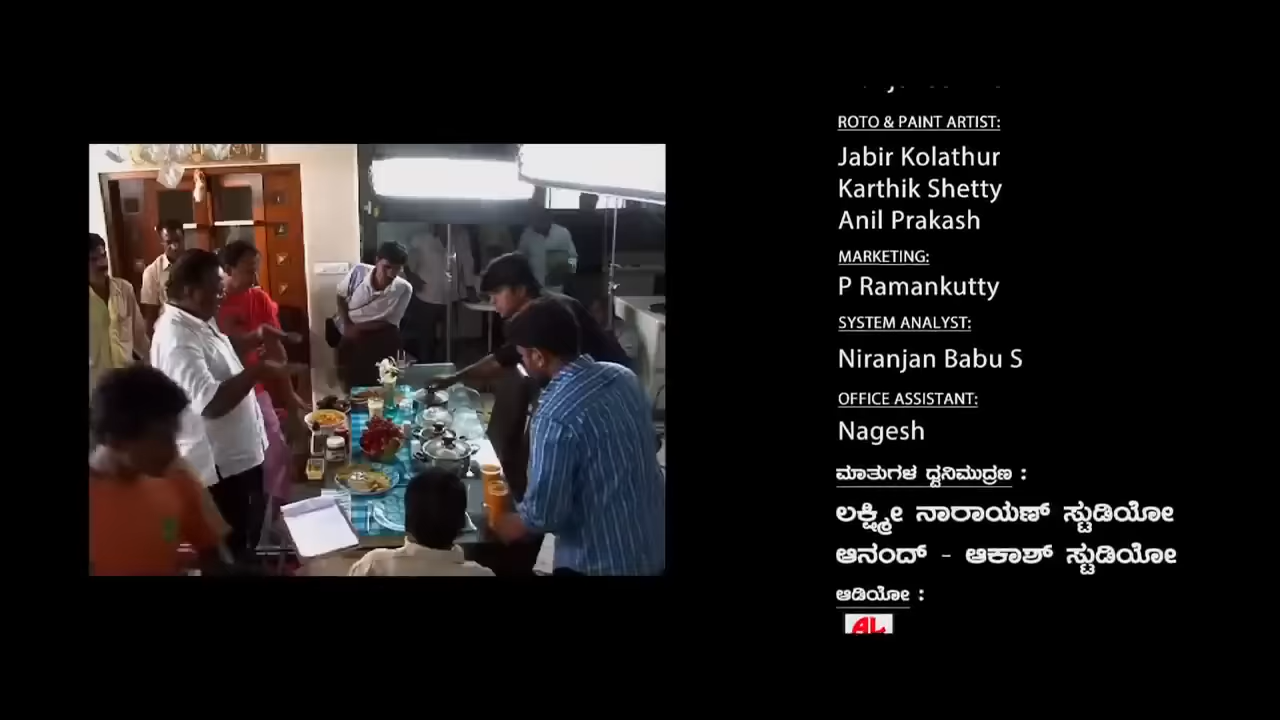 ROTO & PAINT ARTIST:
Jabir Kolathur
Karthik Shetty
Anil Prakash
MARKETING:
P Ramankutty
SYSTEM ANALYST:
Niranjan Babu S
OFFICE ASSISTANT:
Nagesh
ಮಾತುಗಳ ಧ್ವನಿಮುದ್ರಣ :
ಲಕ್ಷ್ಮೀ ನಾರಾಯಣ್ ಸ್ಟುಡಿಯೋ
ಆನಂದ್ - ಆಕಾಶ್ ಸ್ಟುಡಿಯೋ
ಆಡಿಯೋ :